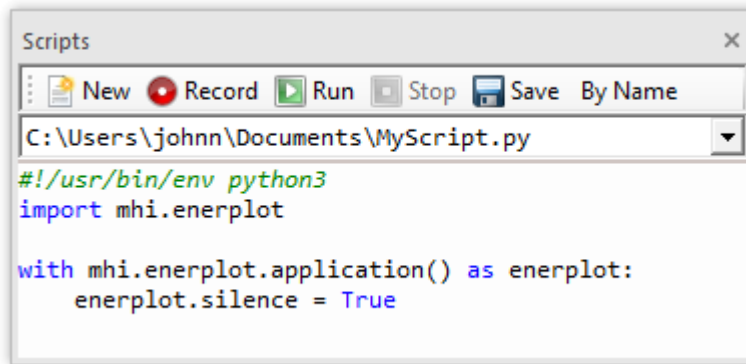 Scripts
New Record Run Stop Save By Name
C:\Users\johnn\Documents\MyScript.py
#!/usr/bin/env python3
import mhi.enerplot
with mhi.enerplot.application() as enerplot:
    enerplot.silence = True